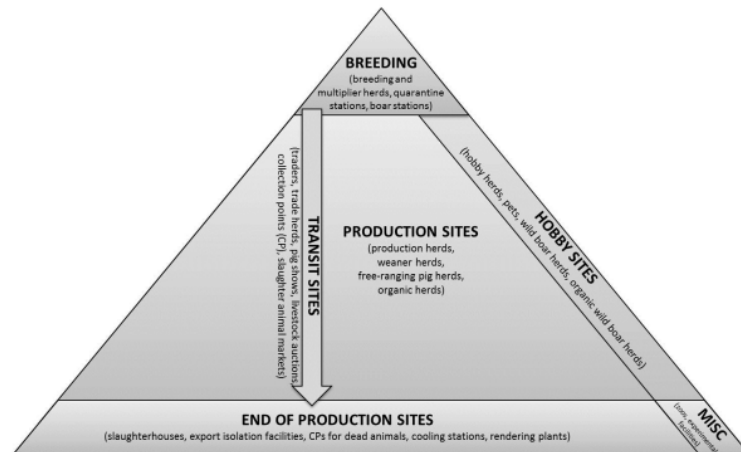 BREEDING
(breeding and
multiplier herds, quarantine
stations, boar stations)
TRANSIT SITES
(traders, trade herds, pig shows, livestock auctions,
collection points (CP), slaughter animal markets)
PRODUCTION SITES
(production herds,
weaner herds,
free-ranging pig herds,
organic herds)
HOBBY SITES
(hobby herds, pets, wild boar herds, organic wild boar herds)
END OF PRODUCTION SITES
(slaughterhouses, export isolation facilities, CPs for dead animals, cooling stations, rendering plants)
MISC
(zoos, experimental
facilities)